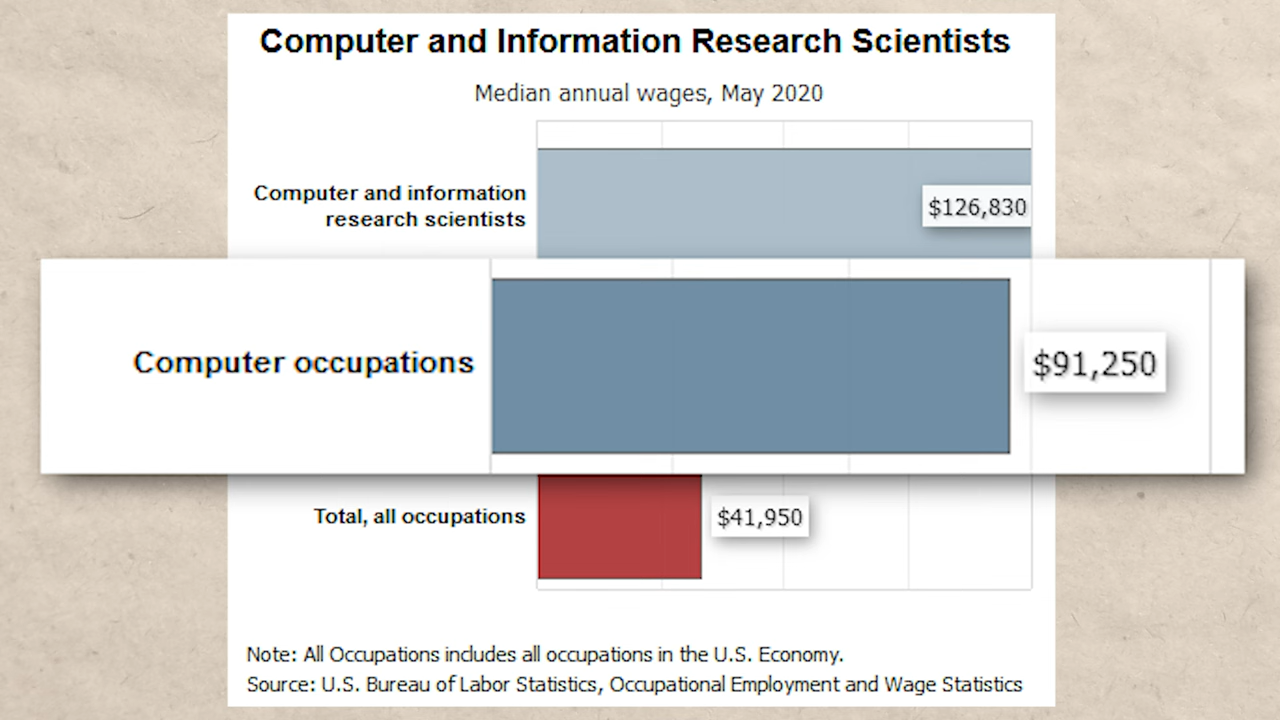 Computer and Information Research Scientists
Median annual wages, May 2020
Computer and information
research scientists
$126,830
Computer occupations
$91,250
Total, all occupations
$41,950
Note: All Occupations includes all occupations in the U.S. Economy.
Source: U.S. Bureau of Labor Statistics, Occupational Employment and Wage Statistics